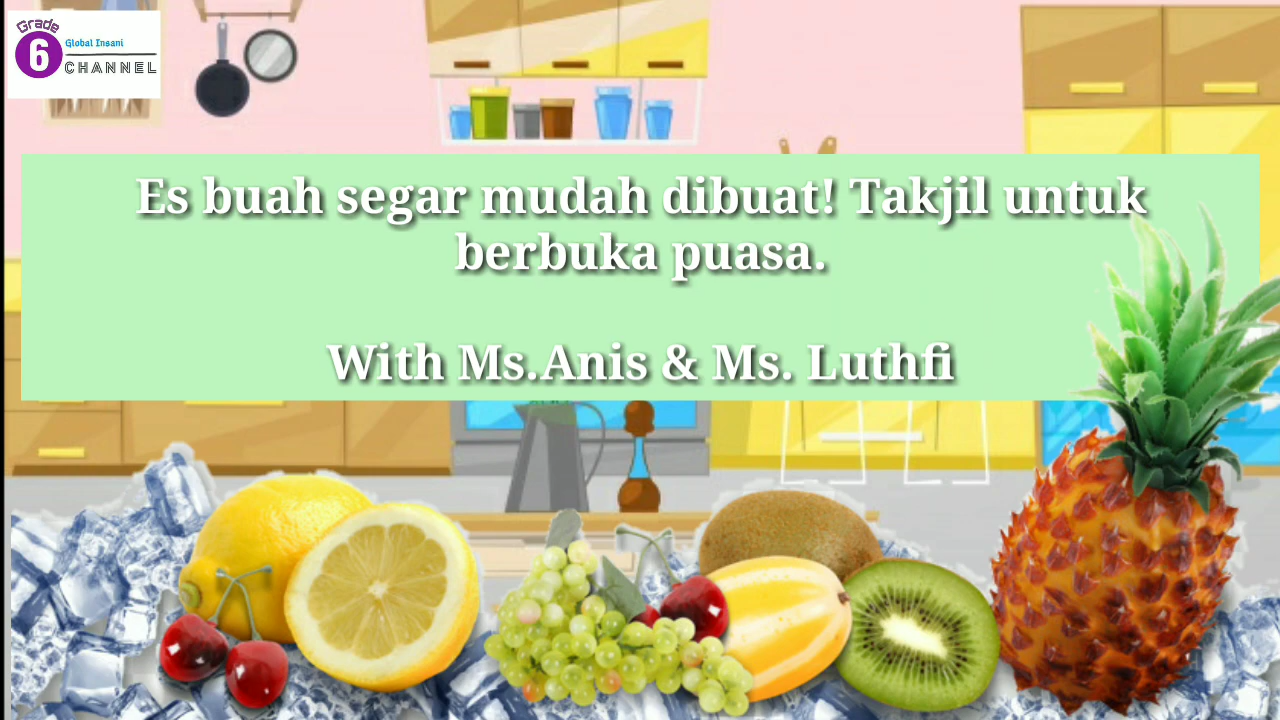 Grade
6
Global Insani
CHANNEL
Es buah segar mudah dibuat! Takjil untuk
berbuka puasa.
With Ms.Anis & Ms. Luthfi